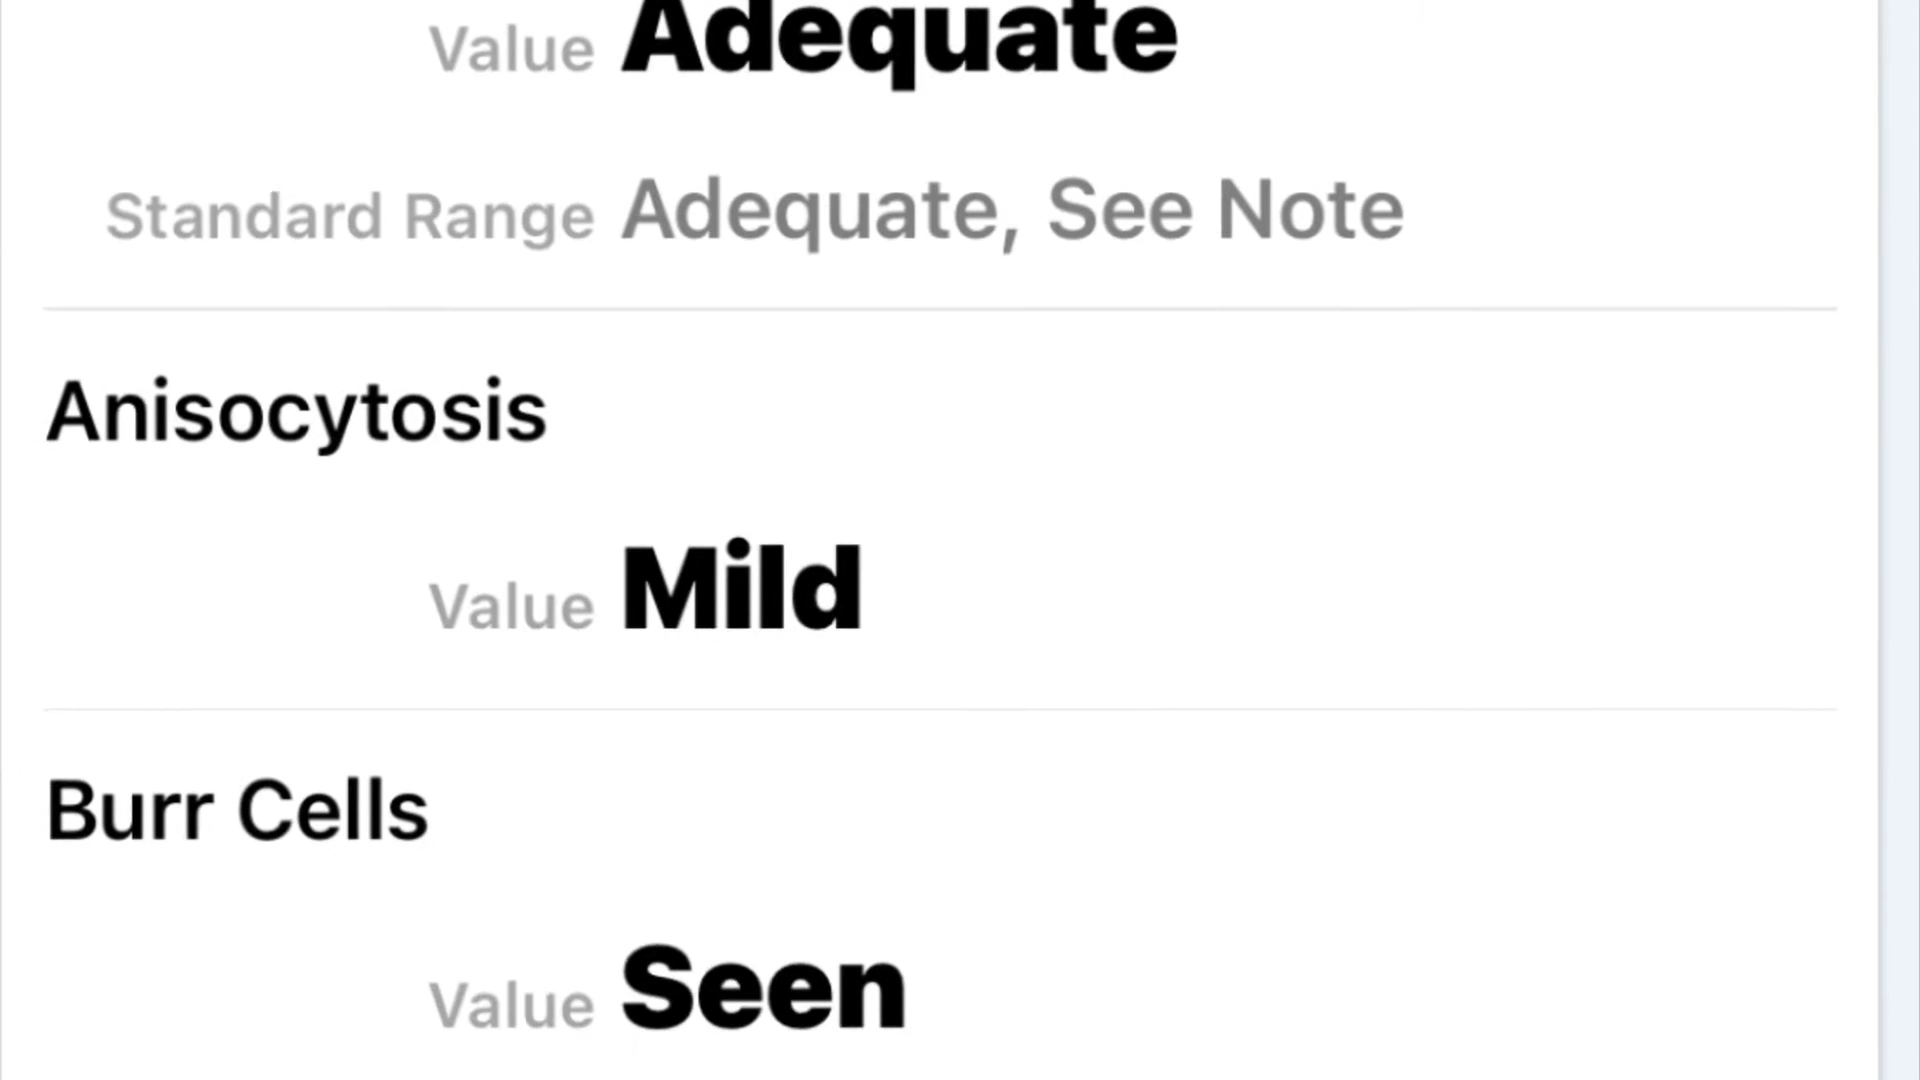 Value Adequate
Standard Range Adequate, See Note
Anisocytosis
Value Mild
Burr Cells
Value Seen